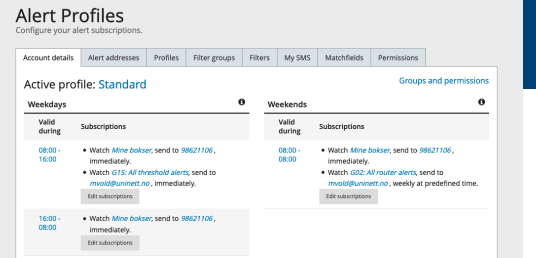 Alert Profiles
Configure your alert subscriptions.
Account details Alert addresses Profiles Filter groups Filters My SMS Matchfields Permissions
Active profile: Standard
Groups and permissions
Weekdays
Valid during Subscriptions
08:00 - 16:00
• Watch Mine bokser, send to 98621106 ,
immediately.
• Watch G15: All threshold alerts, send to
mvold@uninett.no , immediately.
Edit subscriptions
16:00 - 08:00
• Watch Mine bokser, send to 98621106 ,
immediately.
Edit subscriptions
Weekends
Valid during Subscriptions
08:00 - 08:00
• Watch Mine bokser, send to 98621106 ,
immediately.
• Watch G02: All router alerts, send to
mvold@uninett.no , weekly at predefined time.
Edit subscriptions